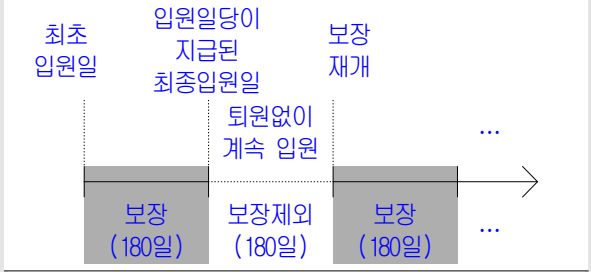 최초
입원일
입원일당이
지급된
최종입원일
보장
재개
퇴원없이
계속 입원
...
보장
(180일)
보장제외
(180일)
보장
(180일)
...